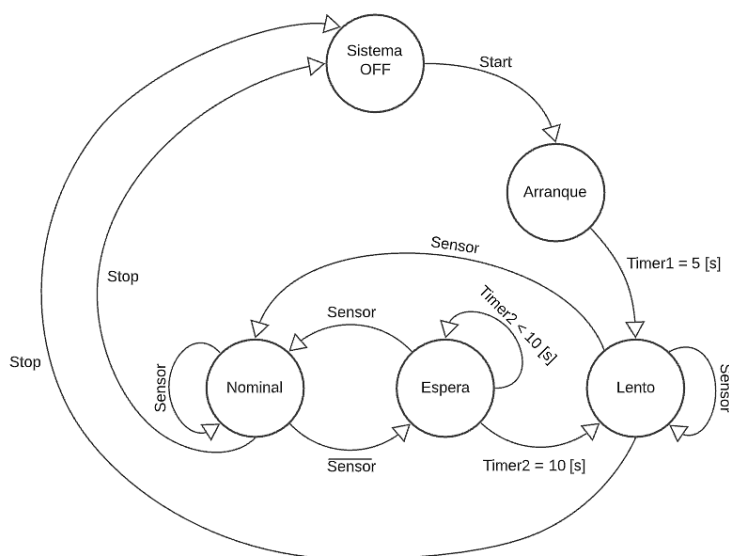 Sistema
OFF
Start
Arranque
Timer1 = 5 [s]
Sensor
Timer2 < 10 [s]
Sensor
Stop
Stop
Sensor
Nominal
Espera
Lento
Sensor
S̅e̅n̅s̅o̅r̅
Timer2 = 10 [s]